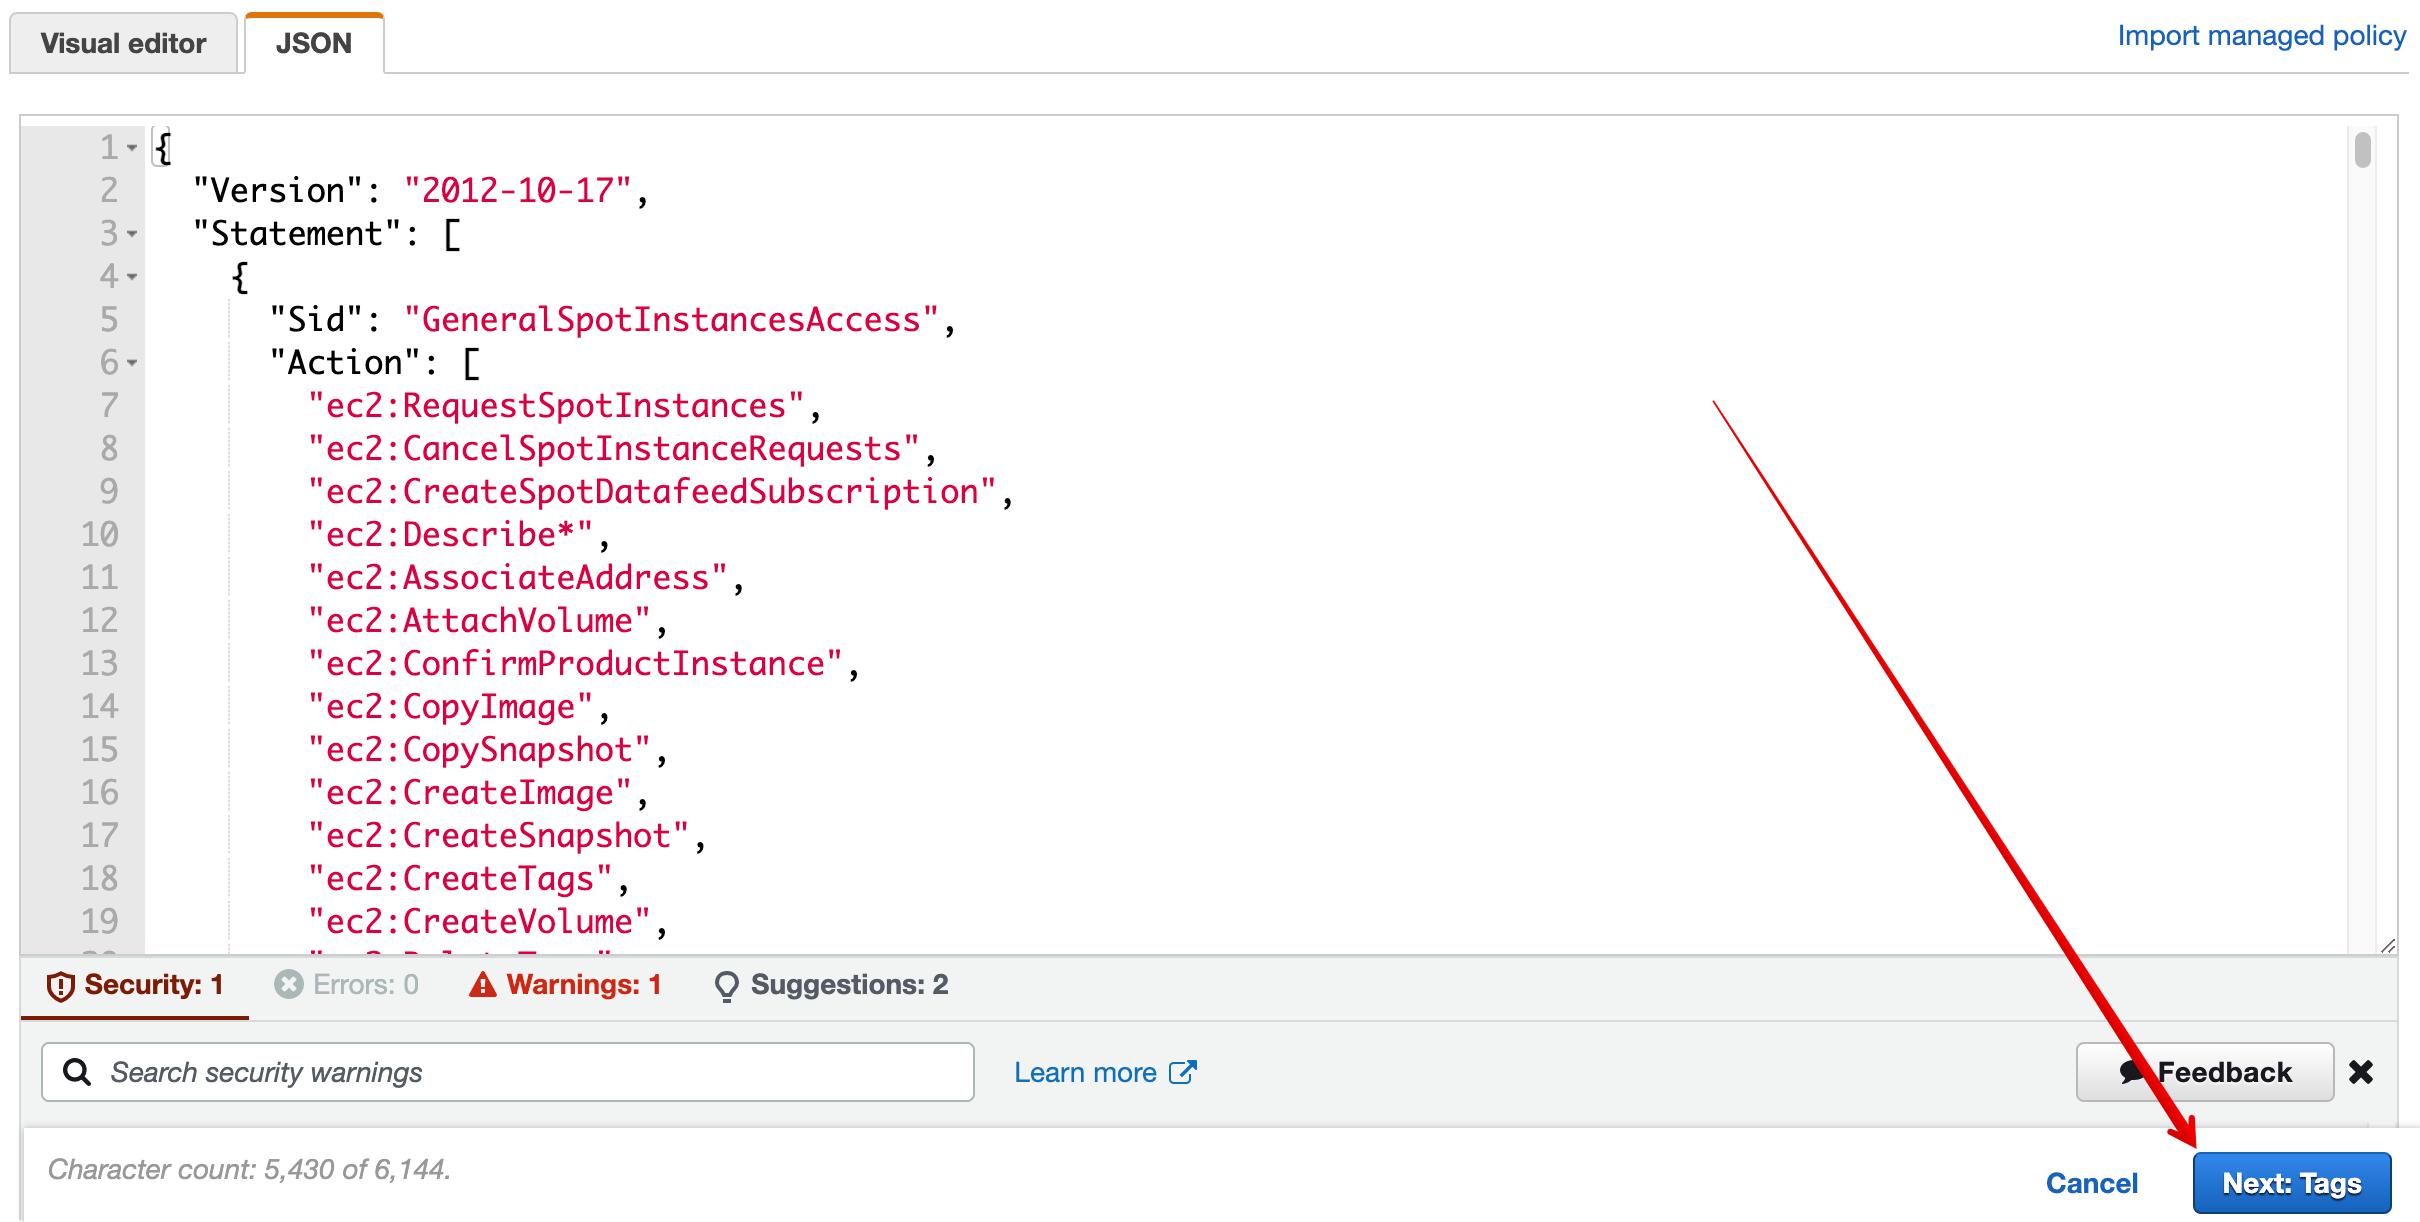 Visual editor
JSON
Import managed policy
1 {
2 "Version": "2012-10-17",
3 "Statement": [
4 {
5 "Sid": "GeneralSpotInstancesAccess",
6 "Action": [
7 "ec2:RequestSpotInstances",
8 "ec2:CancelSpotInstanceRequests",
9 "ec2:CreateSpotDatafeedSubscription",
10 "ec2:Describe*",
11 "ec2:AssociateAddress",
12 "ec2:AttachVolume",
13 "ec2:ConfirmProductInstance",
14 "ec2:CopyImage",
15 "ec2:CopySnapshot",
16 "ec2:CreateImage",
17 "ec2:CreateSnapshot",
18 "ec2:CreateTags",
19 "ec2:CreateVolume",
Security: 1 Errors: 0 Warnings: 1 Suggestions: 2
Search security warnings
Learn more
Feedback
Character count: 5,430 of 6,144.
Cancel
Next: Tags